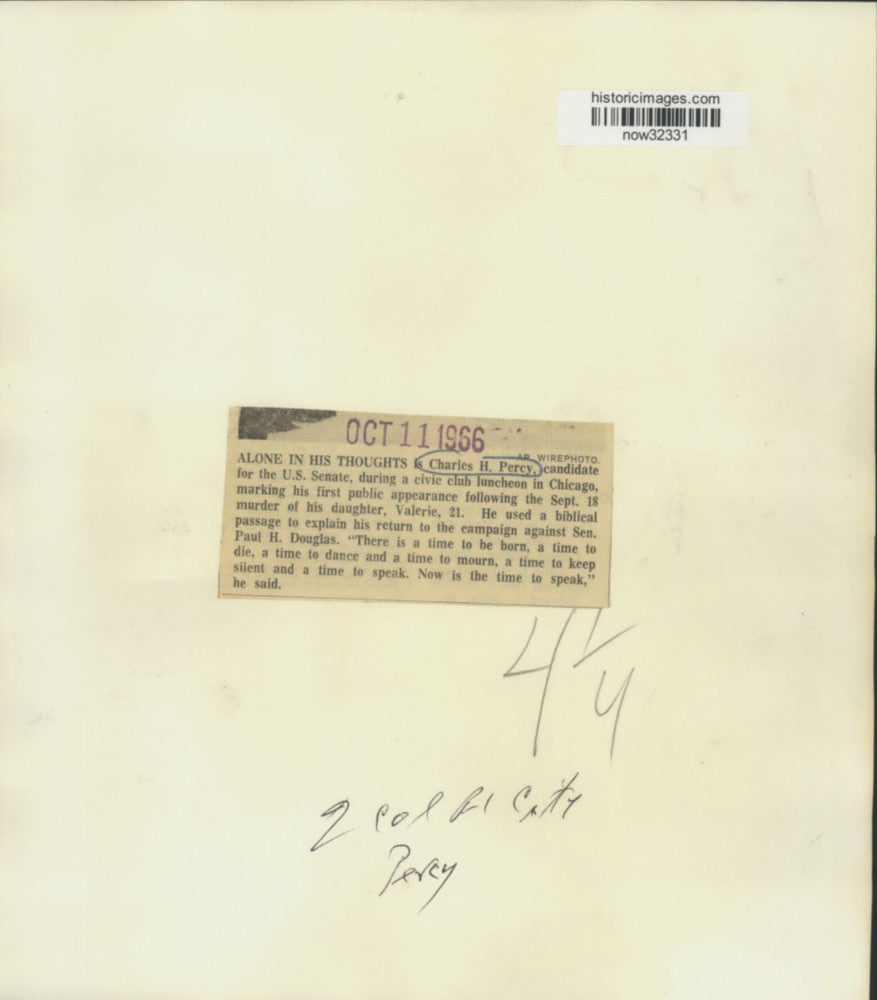 historicimages.com
now32331
OCT 11 1966
AP WIREPHOTO.
ALONE IN HIS THOUGHTS is Charles H. Percy, candidate
for the U.S. Senate, during a civic club luncheon in Chicago,
marking his first public appearance following the Sept. 18
murder of his daughter, Valerie, 21. He used a biblical
passage to explain his return to the campaign against Sen.
Paul H. Douglas. “There is a time to be born, a time to
die, a time to dance and a time to mourn, a time to keep
silent and a time to speak. Now is the time to speak,”
he said.
4
4
2 col
Percy